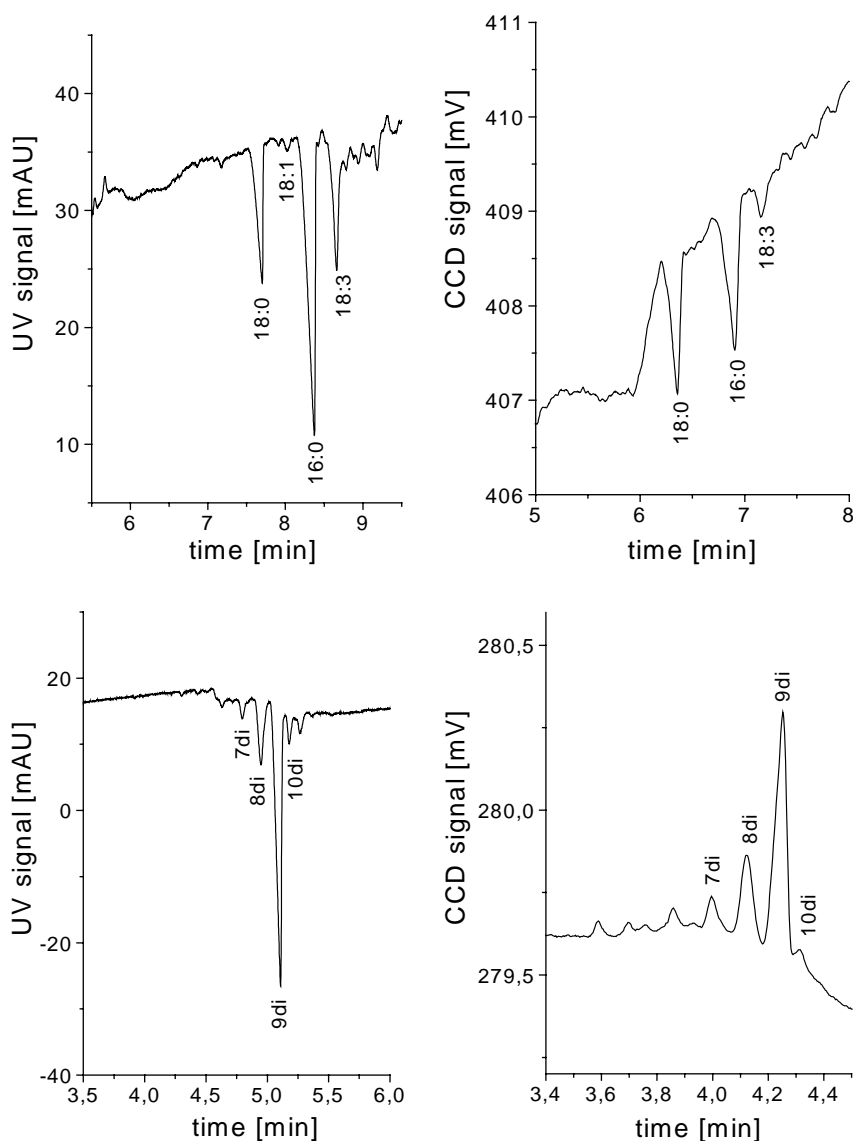 UV signal [mAU]
40
30
20
10
18:0
18:1
16:0
18:3
6
7
8
9
time [min]
CCD signal [mV]
411
410
409
408
407
406
18:0
16:0
18:3
5
6
7
8
time [min]
UV signal [mAU]
20
0
-20
-40
7di
8di
9di
10di
3,5
4,0
4,5
5,0
5,5
6,0
time [min]
CCD signal [mV]
280,5
280,0
279,5
7di
8di
9di
10di
3,4
3,6
3,8
4,0
4,2
4,4
time [min]